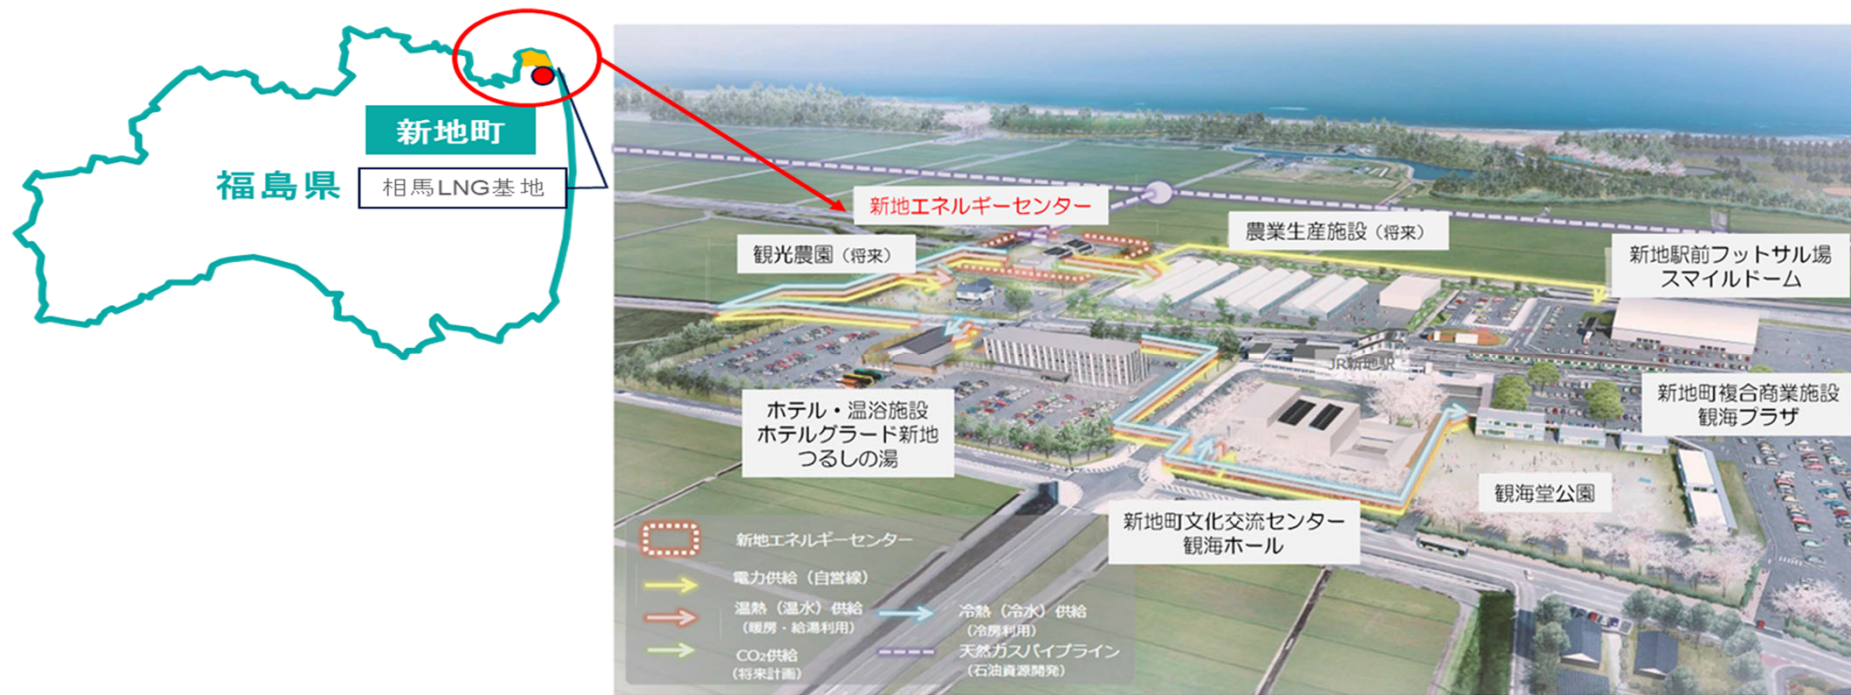 新地町
福島県
相馬LNG基地
新地エネルギーセンター
観光農園（将来）
農業生産施設（将来）
新地駅前フットサル場
スマイルドーム
JR新地駅
ホテル・温浴施設
ホテルグラード新地
つるしの湯
新地町複合商業施設
観海プラザ
観海堂公園
新地町文化交流センター
観海ホール
新地エネルギーセンター
電力供給（自営線）
温熱（温水）供給
（暖房・給湯利用）
CO₂供給
（将来計画）
冷熱（冷水）供給
（冷房利用）
天然ガスパイプライン
（石油資源開発）